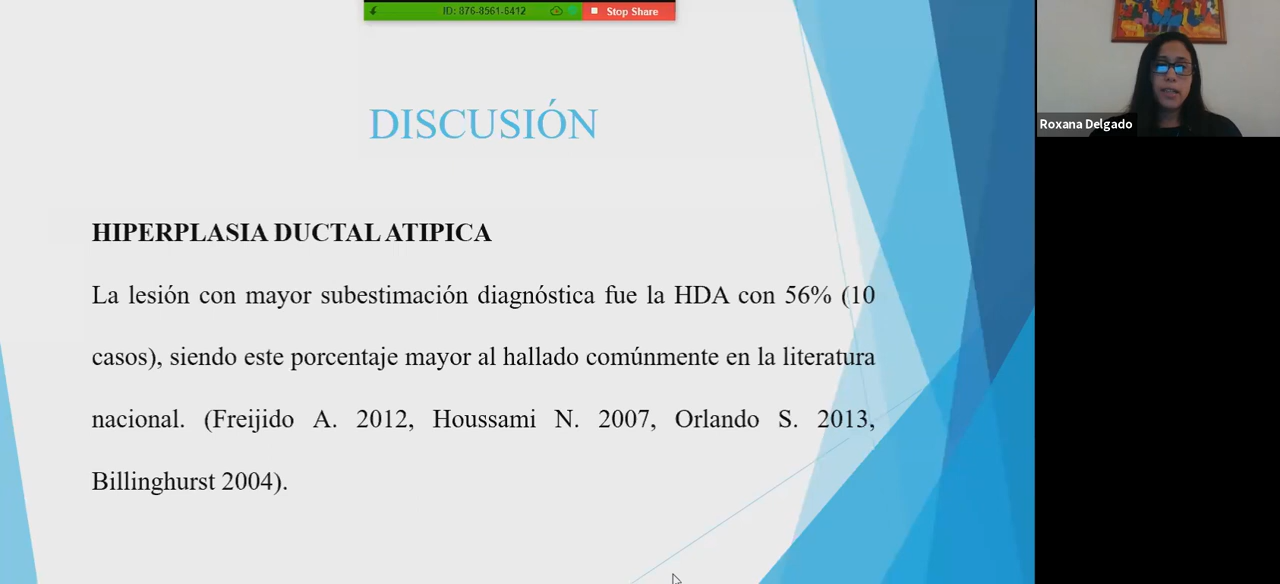 ID: 876-8561-6412
Stop Share
DISCUSIÓN
Roxana Delgado
HIPERPLASIA DUCTAL ATIPICA
La lesión con mayor subestimación diagnóstica fue la HDA con 56% (10
casos), siendo este porcentaje mayor al hallado comúnmente en la literatura
nacional. (Freijido A. 2012, Houssami N. 2007, Orlando S. 2013,
Billinghurst 2004).